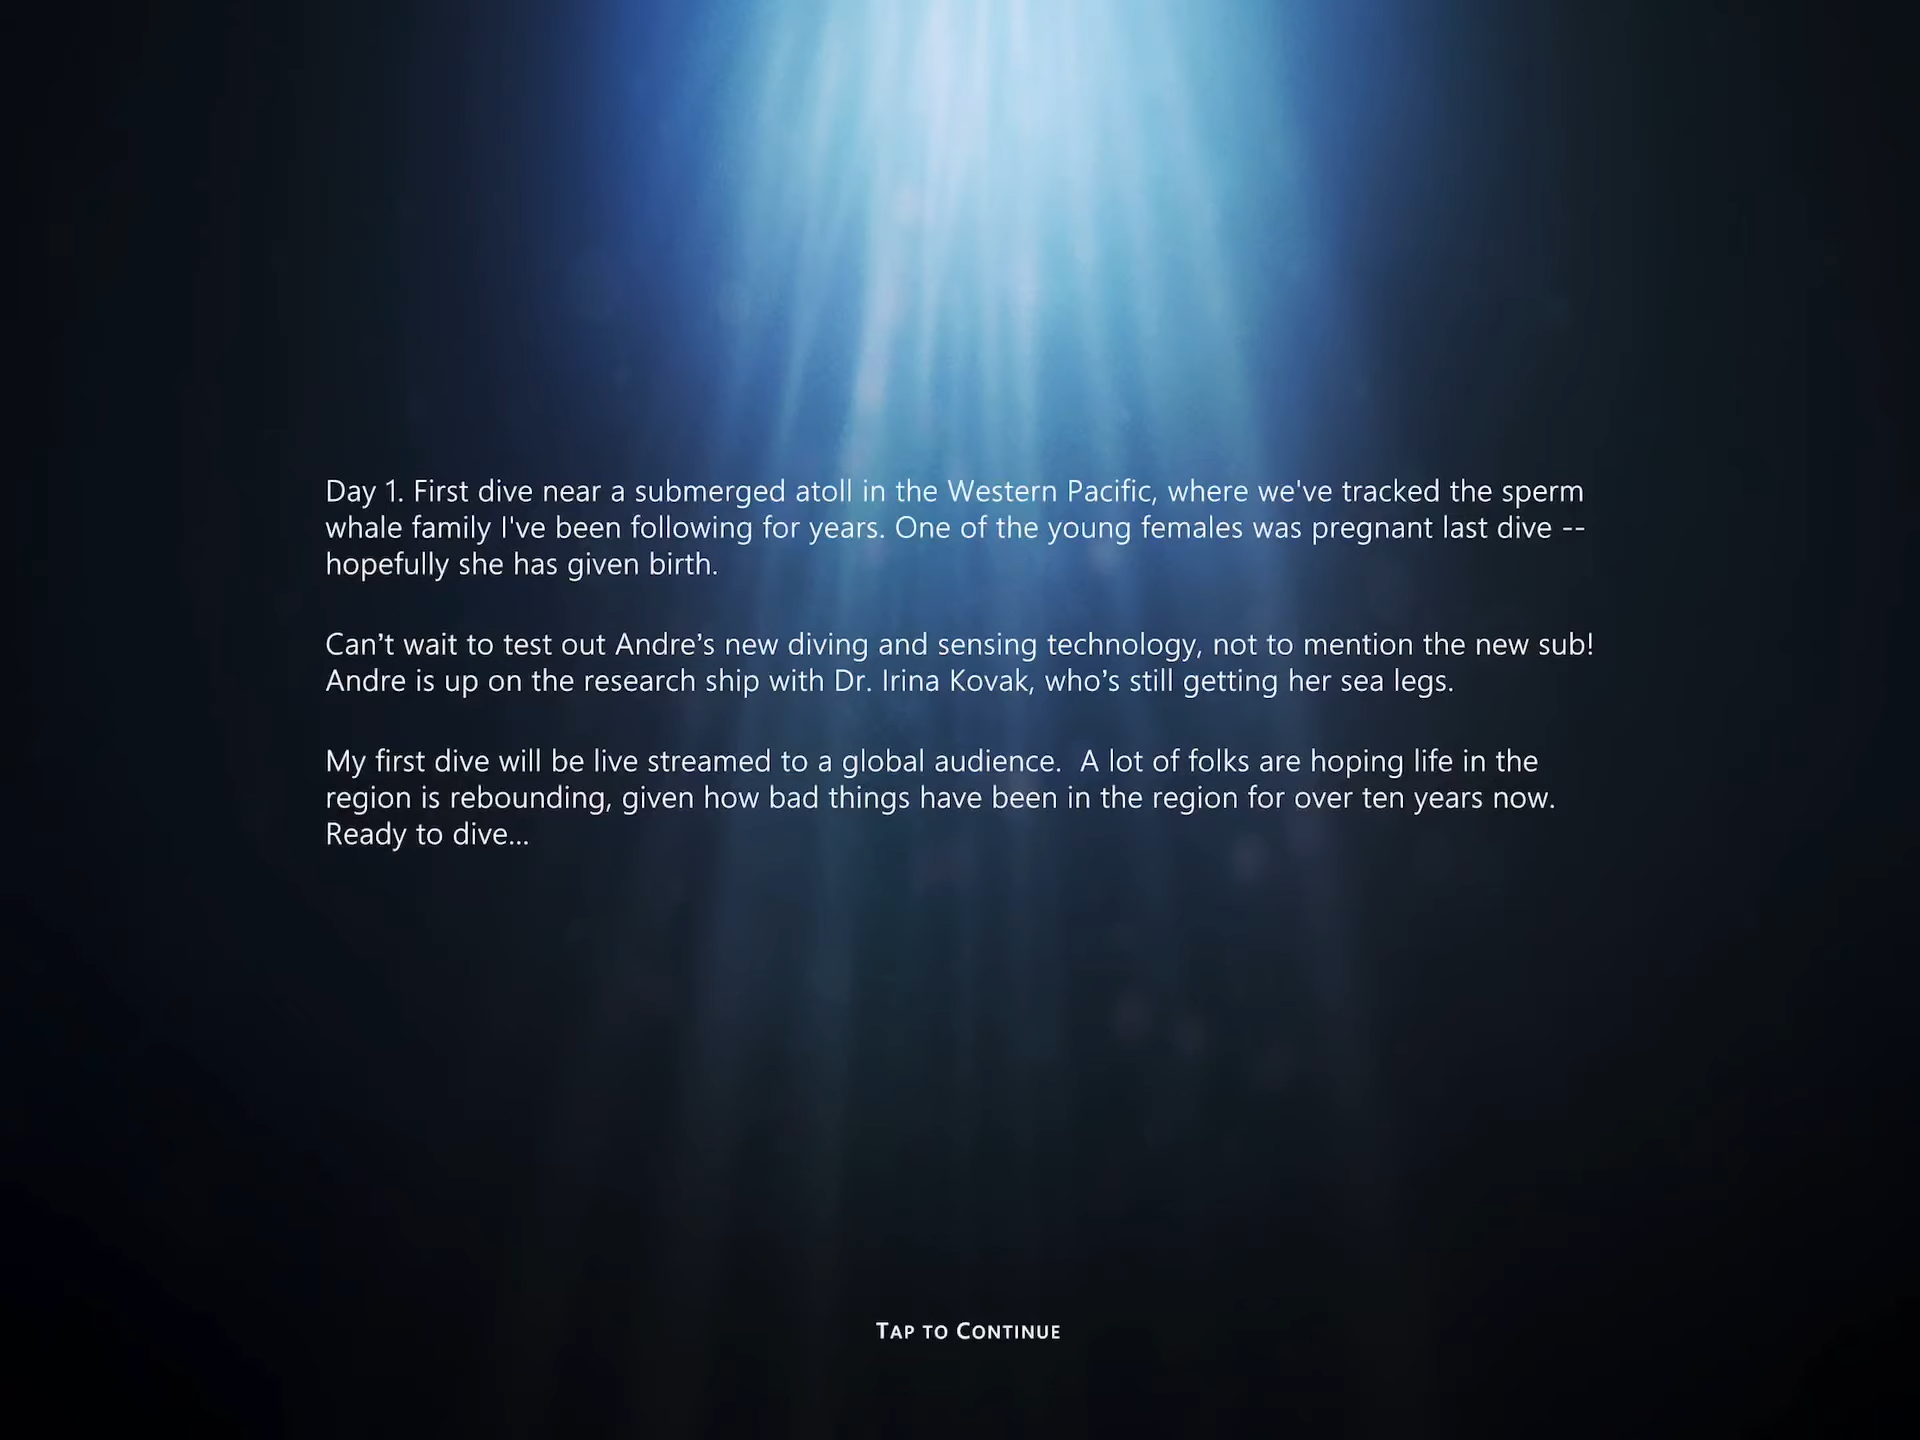 Day 1. First dive near a submerged atoll in the Western Pacific, where we've tracked the sperm
whale family I've been following for years. One of the young females was pregnant last dive --
hopefully she has given birth.
Can’t wait to test out Andre’s new diving and sensing technology, not to mention the new sub!
Andre is up on the research ship with Dr. Irina Kovak, who’s still getting her sea legs.
My first dive will be live streamed to a global audience.  A lot of folks are hoping life in the
region is rebounding, given how bad things have been in the region for over ten years now.
Ready to dive...
Tap to Continue